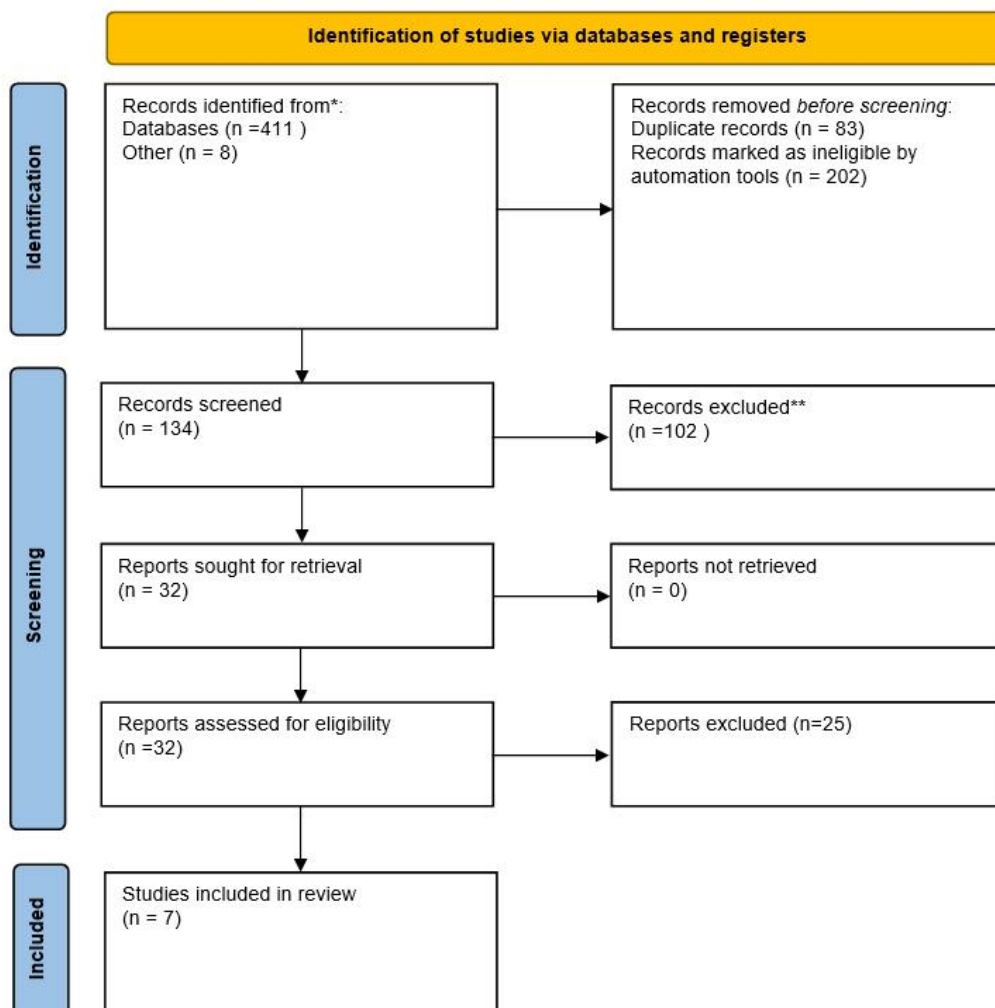 Identification of studies via databases and registers
Identification
Records identified from*:
Databases (n =411 )
Other (n = 8)
Records removed before screening:
Duplicate records (n = 83)
Records marked as ineligible by
automation tools (n = 202)
Screening
Records screened
(n = 134)
Records excluded**
(n =102 )
Reports sought for retrieval
(n = 32)
Reports not retrieved
(n = 0)
Reports assessed for eligibility
(n =32)
Reports excluded (n=25)
Included
Studies included in review
(n = 7)